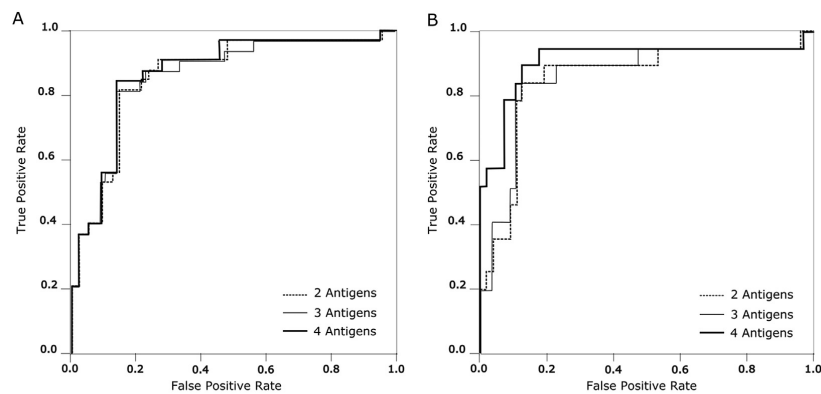 A
1.0
0.8
0.6
0.4
0.2
0.0
True Positive Rate
2 Antigens
3 Antigens
4 Antigens
0.0 0.2 0.4 0.6 0.8 1.0
False Positive Rate
B
1.0
0.8
0.6
0.4
0.2
0.0
True Positive Rate
2 Antigens
3 Antigens
4 Antigens
0.0 0.2 0.4 0.6 0.8 1.0
False Positive Rate